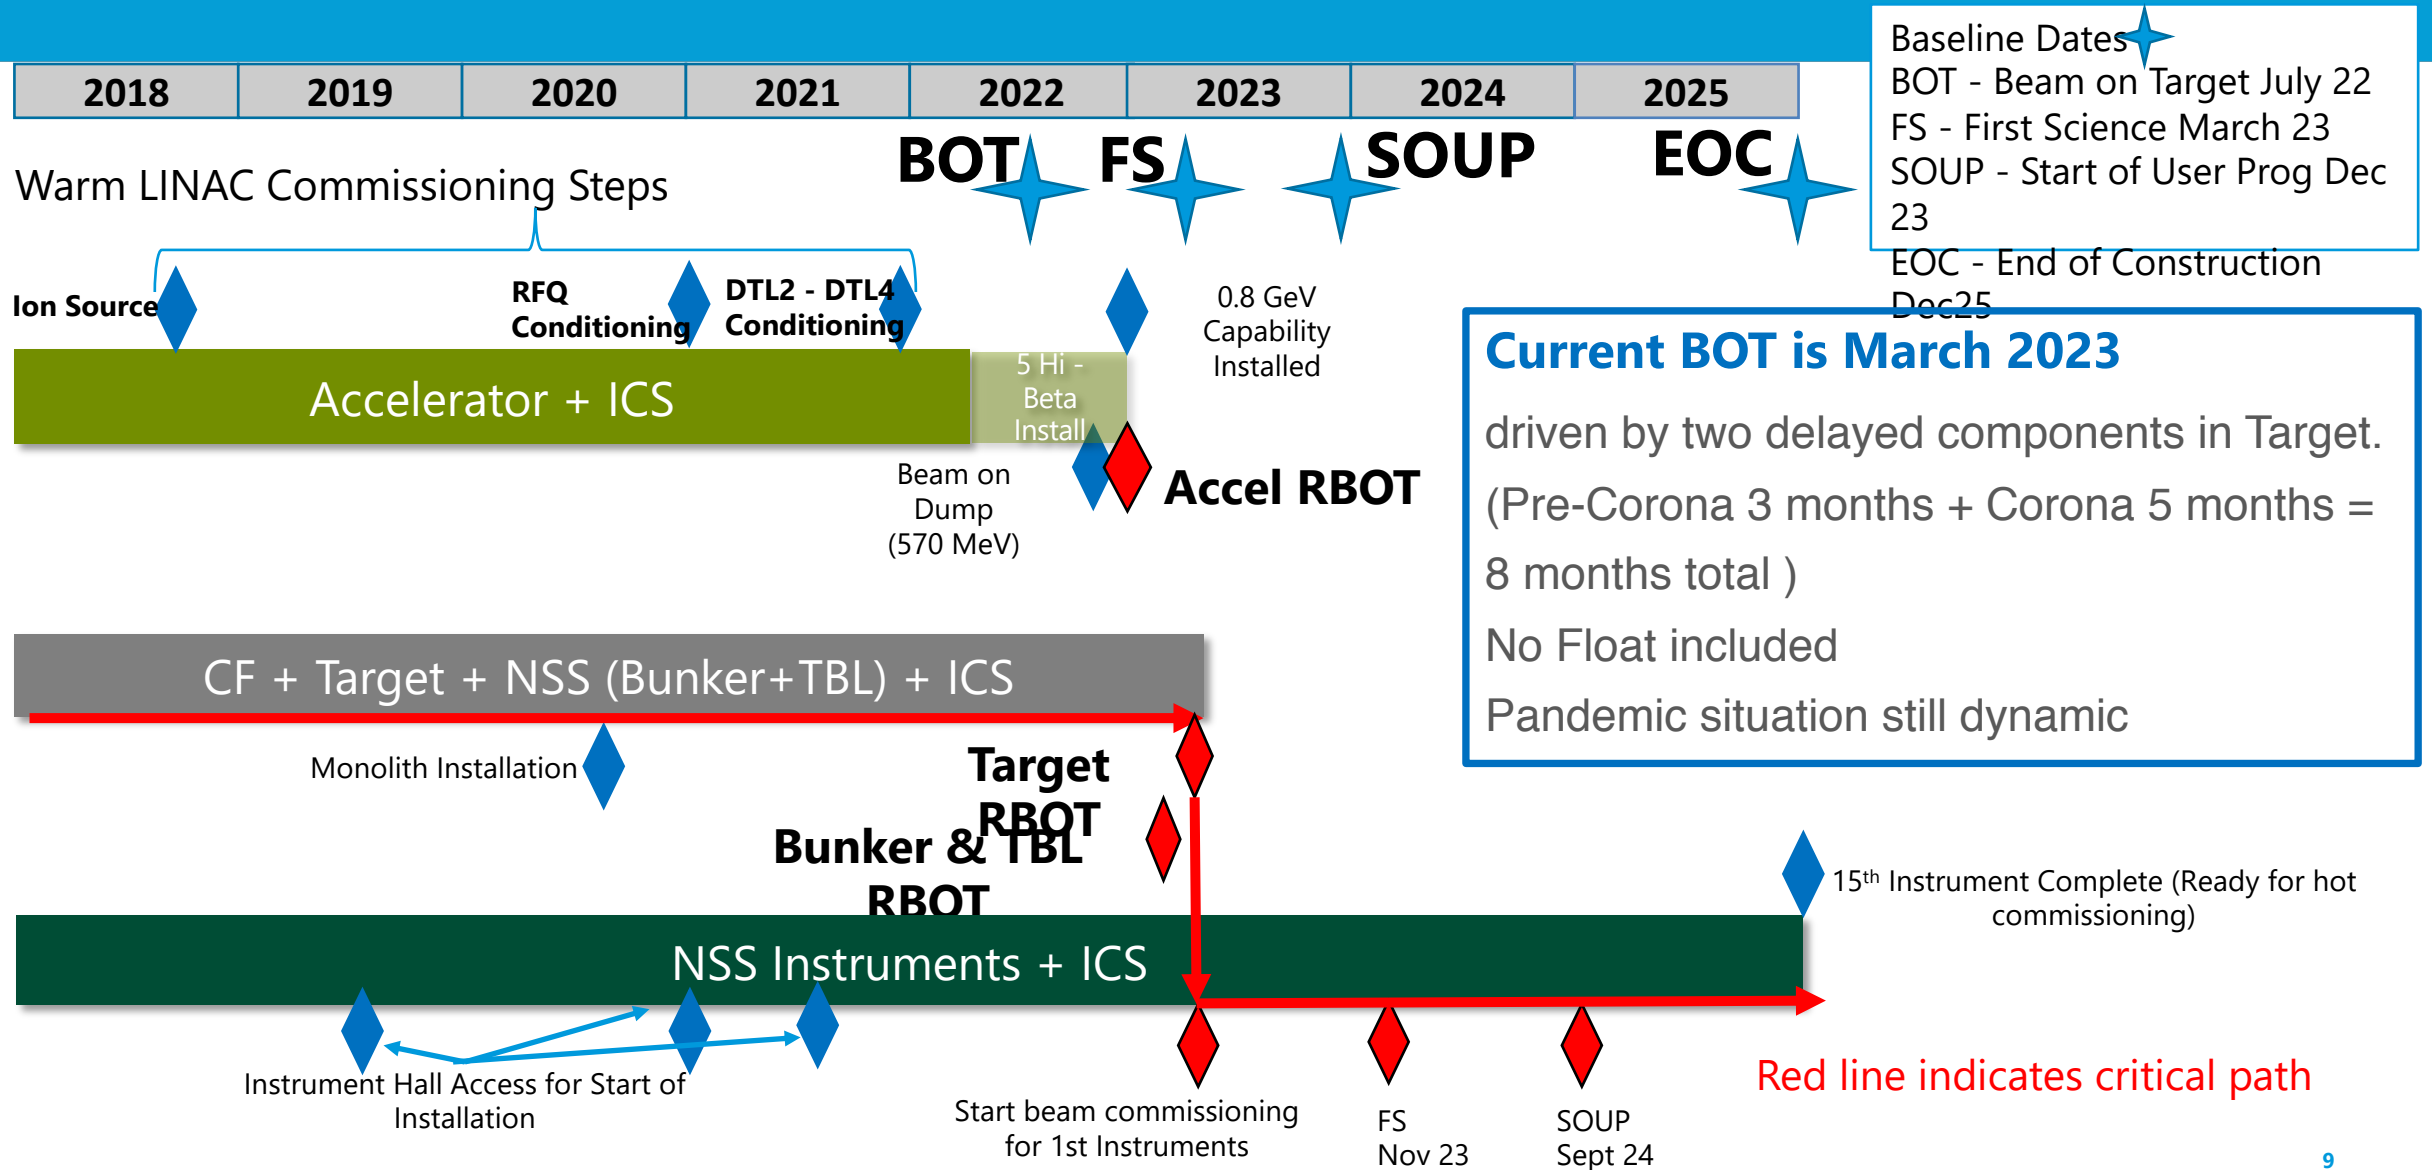 2018 2019 2020 2021 2022 2023 2024 2025
Baseline Dates
BOT - Beam on Target July 22
FS - First Science March 23
SOUP - Start of User Prog Dec
23
EOC - End of Construction
Dec25
BOT FS SOUP EOC
Warm LINAC Commissioning Steps
Ion Source
RFQ
Conditioning
DTL2 - DTL4
Conditioning
0.8 GeV
Capability
Installed
Accelerator + ICS
5 Hi -
Beta
Install
Beam on
Dump
(570 MeV)
Accel RBOT
Current BOT is March 2023
driven by two delayed components in Target.
(Pre-Corona 3 months + Corona 5 months =
8 months total )
No Float included
Pandemic situation still dynamic
CF + Target + NSS (Bunker+TBL) + ICS
Monolith Installation
Target
RBOT
Bunker & TBL
RBOT
15th Instrument Complete (Ready for hot
commissioning)
NSS Instruments + ICS
Instrument Hall Access for Start of
Installation
Start beam commissioning
for 1st Instruments
FS
Nov 23
SOUP
Sept 24
Red line indicates critical path
9